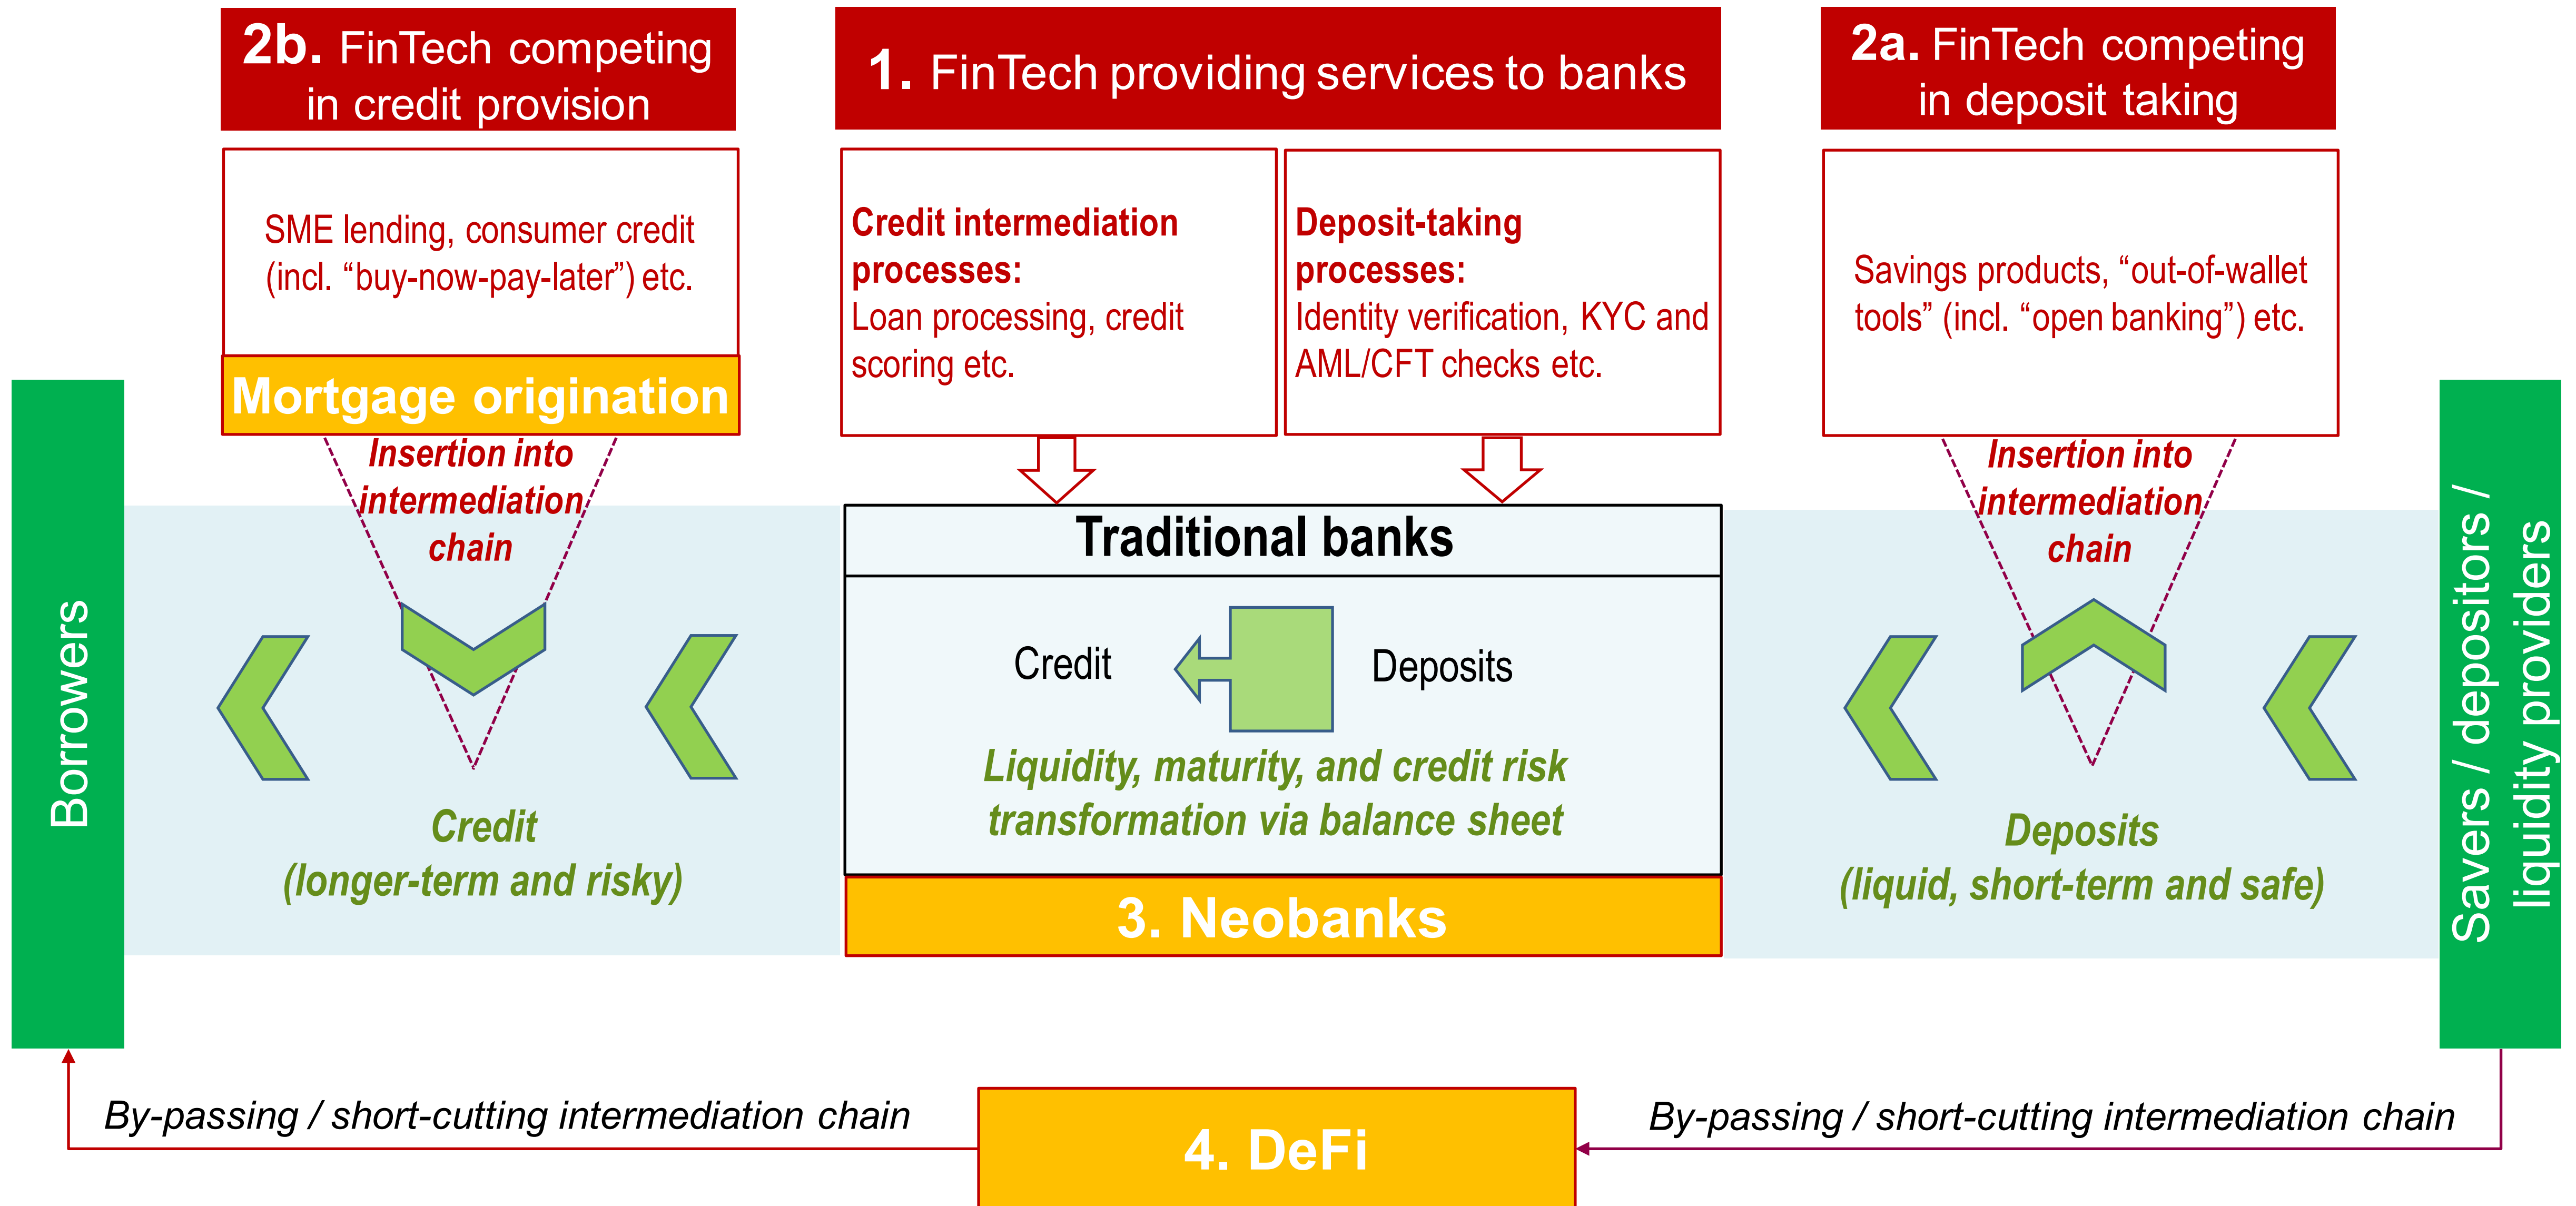 2b. FinTech competing
in credit provision
1. FinTech providing services to banks
2a. FinTech competing
in deposit taking
SME lending, consumer credit
(incl. “buy-now-pay-later”) etc.
Mortgage origination
Credit intermediation
processes:
Loan processing, credit
scoring etc.
Deposit-taking
processes:
Identity verification, KYC and
AML/CFT checks etc.
Savings products, “out-of-wallet
tools” (incl. “open banking”) etc.
Insertion into
intermediation
chain
Insertion into
intermediation
chain
Borrowers
Traditional banks
Credit
Deposits
Liquidity, maturity, and credit risk
transformation via balance sheet
3. Neobanks
Credit
(longer-term and risky)
Deposits
(liquid, short-term and safe)
Savers / depositors /
liquidity providers
By-passing / short-cutting intermediation chain
4. DeFi
By-passing / short-cutting intermediation chain